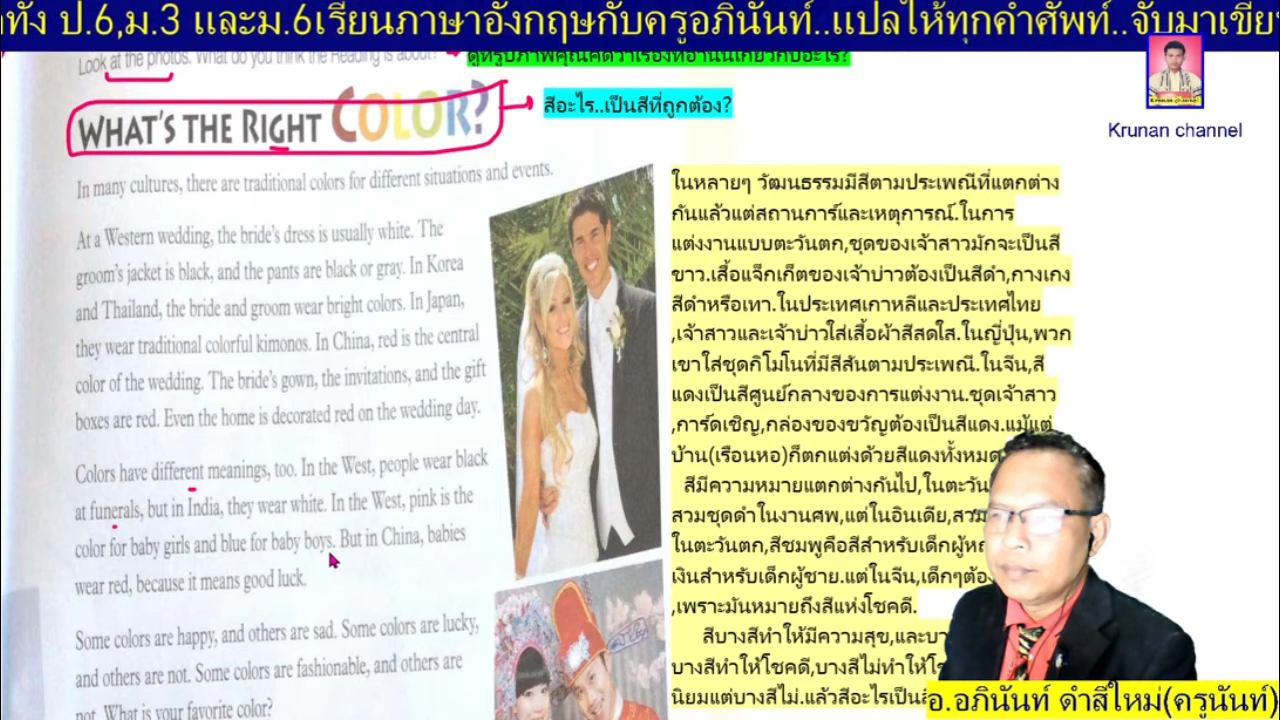 ทั้ง ป.6,ม.3 และม.6เรียนภาษาอังกฤษกับครูอภินันท์..แปลให้ทุกคำศัพท์..จับมาเขีย
Look at the photos. What do you think the Reading is about?
ดูที่รูปภาพคุณคิดว่าเรื่องที่อ่านนี้เกี่ยวกับอะไร?
WHAT'S THE RIGHT COLOR?
สีอะไร..เป็นสีที่ถูกต้อง?
Krunan channel
In many cultures, there are traditional colors for different situations and events.
At a Western wedding, the bride's dress is usually white. The
groom's jacket is black, and the pants are black or gray. In Korea
and Thailand, the bride and groom wear bright colors. In Japan,
they wear traditional colorful kimonos. In China, red is the central
color of the wedding. The bride's gown, the invitations, and the gift
boxes are red. Even the home is decorated red on the wedding day.
Colors have different meanings, too. In the West, people wear black
at funerals, but in India, they wear white. In the West, pink is the
color for baby girls and blue for baby boys. But in China, babies
wear red, because it means good luck.
Some colors are happy, and others are sad. Some colors are lucky,
and others are not. Some colors are fashionable, and others are
not. What is your favorite color?
ในหลายๆ วัฒนธรรมมีสีตามประเพณีที่แตกต่าง
กันแล้วแต่สถานการ์และเหตุการณ์.ในการ
แต่งงานแบบตะวันตก,ชุดของเจ้าสาวมักจะเป็นสี
ขาว.เสื้อแจ็กเก็ตของเจ้าบ่าวต้องเป็นสีดำ,กางเกง
สีดำหรือเทา.ในประเทศเกาหลีและประเทศไทย
,เจ้าสาวและเจ้าบ่าวใส่เสื้อผ้าสีสดใส.ในญี่ปุ่น,พวก
เขาใส่ชุดกิโมโนที่มีสีสันตามประเพณี.ในจีน,สี
แดงเป็นสีศูนย์กลางของการแต่งงาน.ชุดเจ้าสาว
,การ์ดเชิญ,กล่องของขวัญต้องเป็นสีแดง.แม้แต่
บ้าน(เรือนหอ)ก็ตกแต่งด้วยสีแดงทั้งหมด
สีมีความหมายแตกต่างกันไป,ในตะวัน
สวมชุดดำในงานศพ,แต่ในอินเดีย,สวม
ในตะวันตก,สีชมพูคือสีสำหรับเด็กผู้ห
เงินสำหรับเด็กผู้ชาย.แต่ในจีน,เด็กๆต้อง
,เพราะมันหมายถึงสีแห่งโชคดี.
สีบางสีทำให้มีความสุข,และบา
บางสีทำให้โชคดี,บางสีไม่ทำให้โ
นิยมแต่บางสีไม่.แล้วสีอะไรเป็น
อ.อภินันท์ ดำสีใหม่(ครูนันท์)